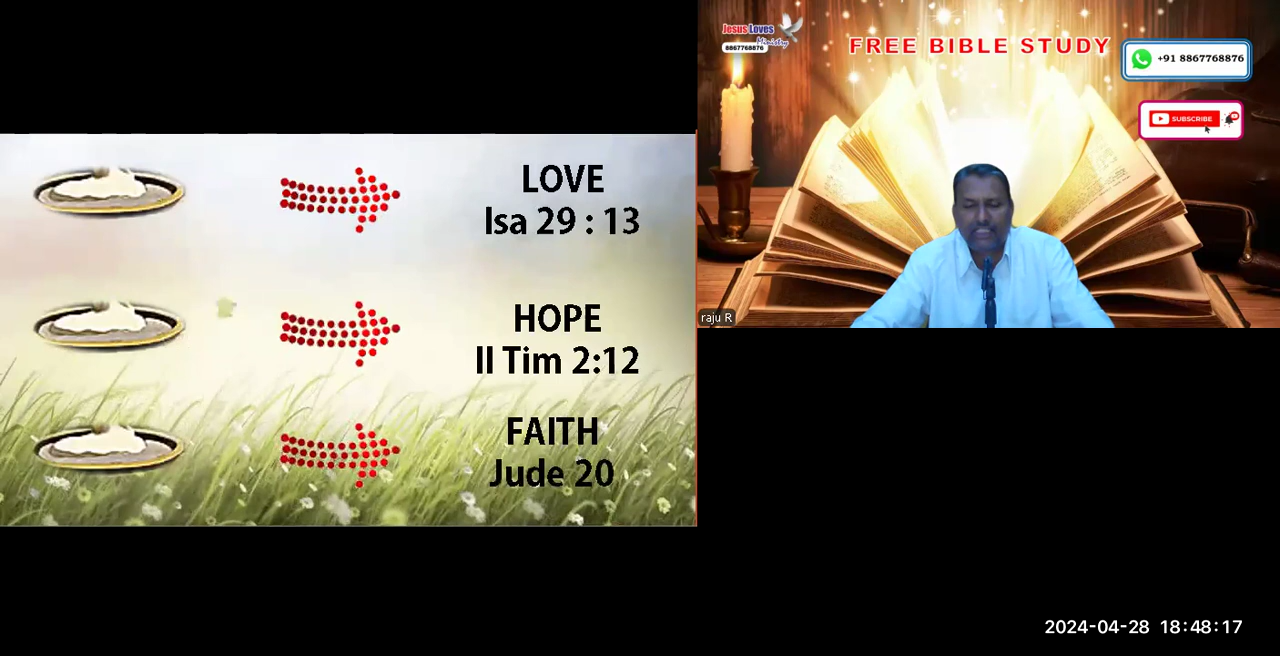 LOVE
Isa 29 : 13
HOPE
II Tim 2:12
FAITH
Jude 20
Jesus Loves
Ministry
8867768876
FREE BIBLE STUDY
+91 8867768876
SUBSCRIBE
raju R
2024-04-28 18:48:17